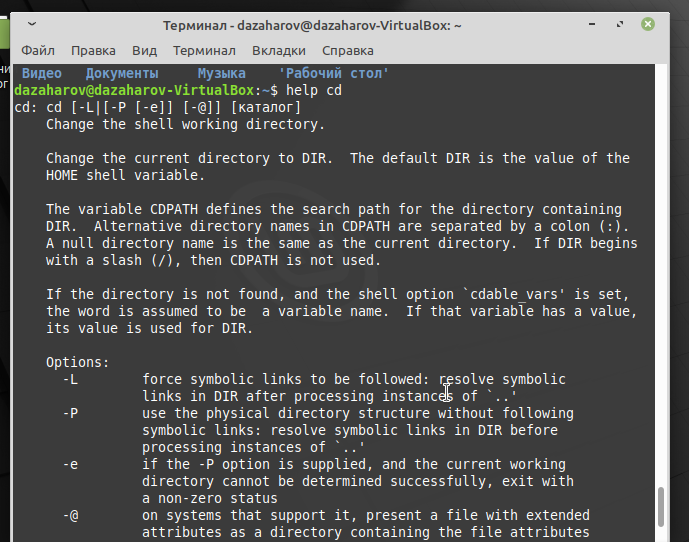 Терминал - dazaharov@dazaharov-VirtualBox: ~
Файл Правка Вид Терминал Вкладки Справка
Видео Документы Музыка 'Рабочий стол'
dazaharov@dazaharov-VirtualBox:~$ help cd
cd: cd [-L|[-P [-e]] [-@]] [каталог]
Change the shell working directory.
Change the current directory to DIR. The default DIR is the value of the
HOME shell variable.
The variable CDPATH defines the search path for the directory containing
DIR. Alternative directory names in CDPATH are separated by a colon (:).
A null directory name is the same as the current directory. If DIR begins
with a slash (/), then CDPATH is not used.
If the directory is not found, and the shell option `cdable_vars' is set,
the word is assumed to be  a variable name. If that variable has a value,
its value is used for DIR.
Options:
-L force symbolic links to be followed: resolve symbolic
links in DIR after processing instances of `..'
-P use the physical directory structure without following
symbolic links: resolve symbolic links in DIR before
processing instances of `..'
-e if the -P option is supplied, and the current working
directory cannot be determined successfully, exit with
a non-zero status
-@ on systems that support it, present a file with extended
attributes as a directory containing the file attributes